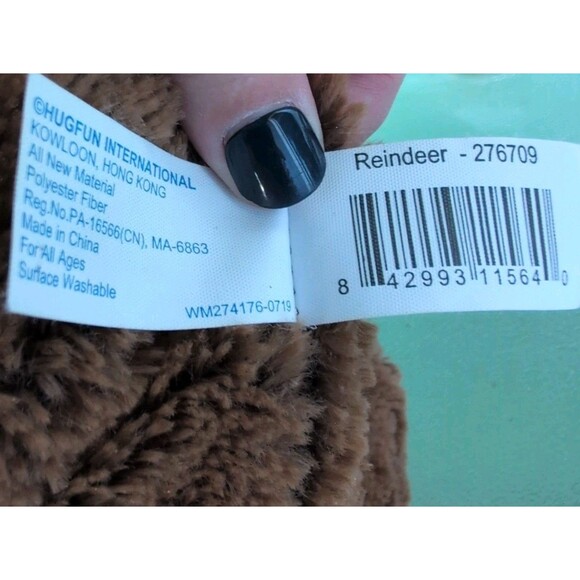 ©HUGFUN INTERNATIONAL
KOWLOON, HONG KONG
All New Material
Polyester Fiber
Reg.No.PA-16566(CN), MA-6863
Made in China
For All Ages
Surface Washable
WM274176-0719
Reindeer - 276709
8 42993 11564 0